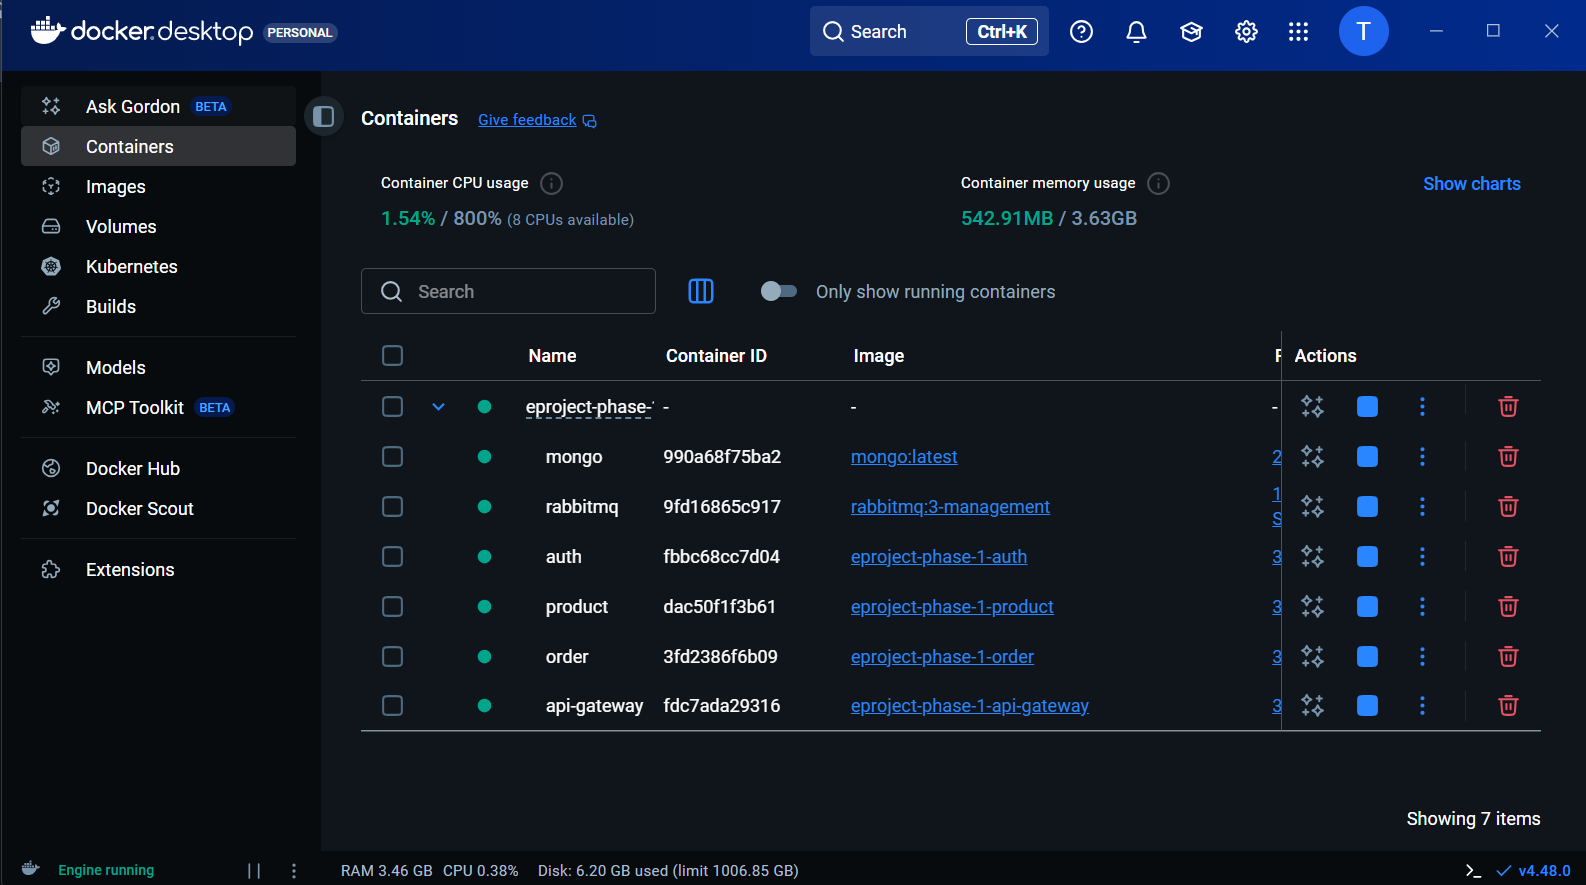 docker.desktop PERSONAL Search Ctrl+K T
Ask Gordon BETA
Containers
Images
Volumes
Kubernetes
Builds
Models
MCP Toolkit BETA
Docker Hub
Docker Scout
Extensions
Containers Give feedback
Container CPU usage
1.54% / 800% (8 CPUs available)
Container memory usage
542.91MB / 3.63GB
Show charts
Search Only show running containers
Name Container ID Image Actions
eproject-phase- - - -
mongo 990a68f75ba2 mongo:latest 2
rabbitmq 9fd16865c917 rabbitmq:3-management 1
S
auth fbbc68cc7d04 eproject-phase-1-auth 3
product dac50f1f3b61 eproject-phase-1-product 3
order 3fd2386f6b09 eproject-phase-1-order 3
api-gateway fdc7ada29316 eproject-phase-1-api-gateway 3
Showing 7 items
Engine running RAM 3.46 GB CPU 0.38% Disk: 6.20 GB used (limit 1006.85 GB) v4.48.0